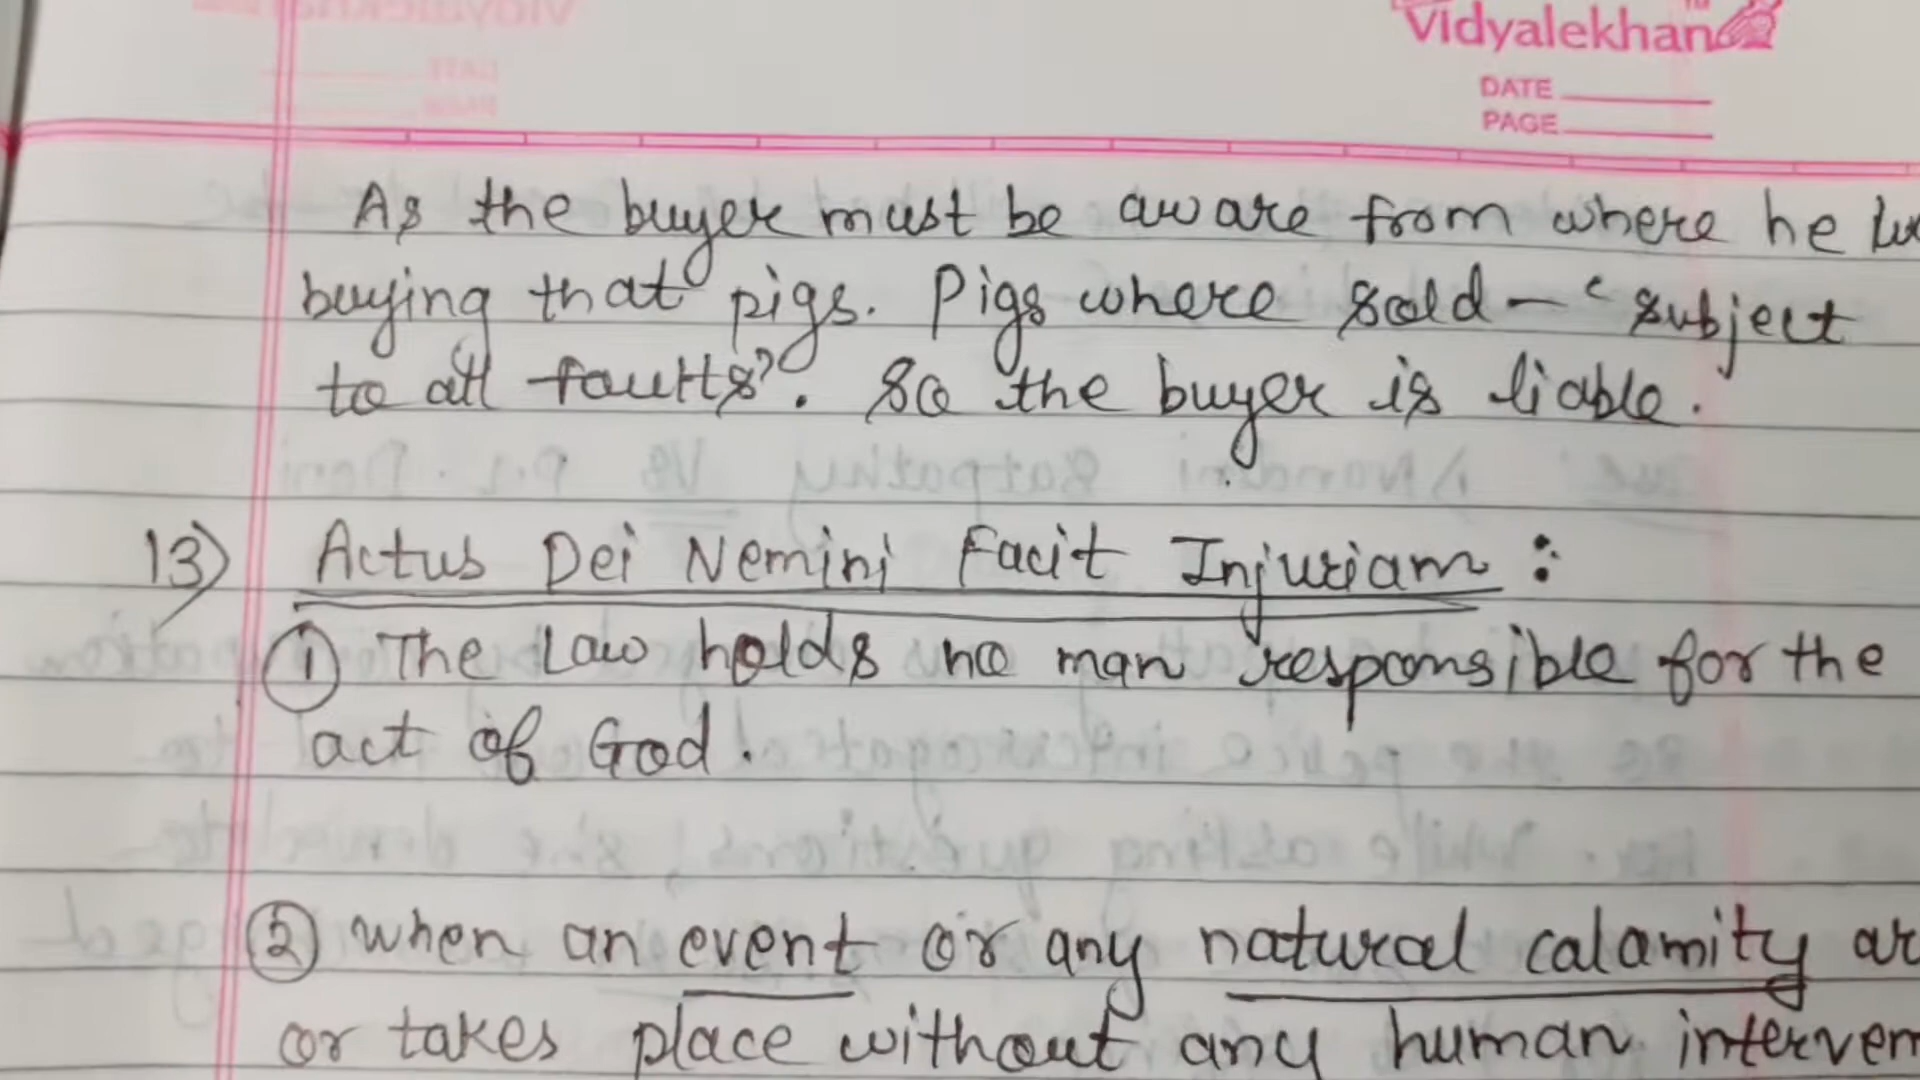 Vidyalekhan
DATE
PAGE
As the buyer must be aware from where he
buying that pigs. Pigs where sold - 'subject
to all faults'. So the buyer is liable.
13) Actus Dei Nemini Facit Injuriam :
① The Law holds no man responsible for the
act of God.
② when an event or any natural calamity
or takes place without any human